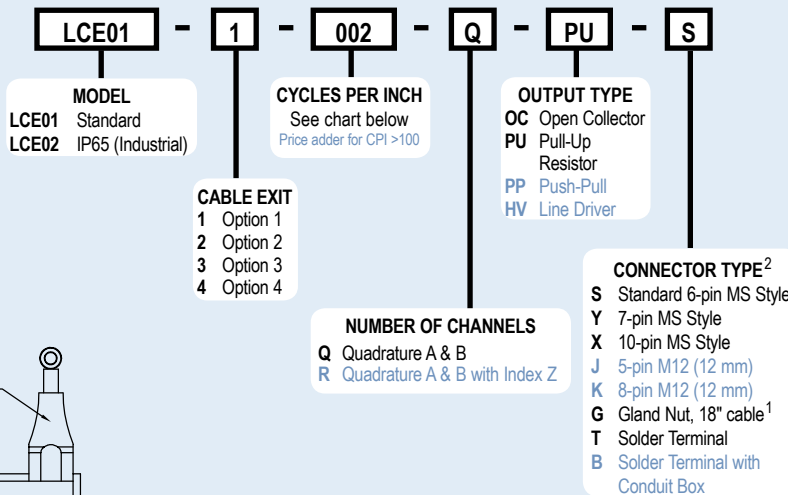 LCE01 - 1 - 002 - Q - PU - S
MODEL
LCE01 Standard
LCE02 IP65 (Industrial)
CABLE EXIT
1 Option 1
2 Option 2
3 Option 3
4 Option 4
CYCLES PER INCH
See chart below
Price adder for CPI >100
NUMBER OF CHANNELS
Q Quadrature A & B
R Quadrature A & B with Index Z
OUTPUT TYPE
OC Open Collector
PU Pull-Up
Resistor
PP Push-Pull
HV Line Driver
CONNECTOR TYPE2
S Standard 6-pin MS Style
Y 7-pin MS Style
X 10-pin MS Style
J 5-pin M12 (12 mm)
K 8-pin M12 (12 mm)
G Gland Nut, 18" cable1
T Solder Terminal
B Solder Terminal with
Conduit Box